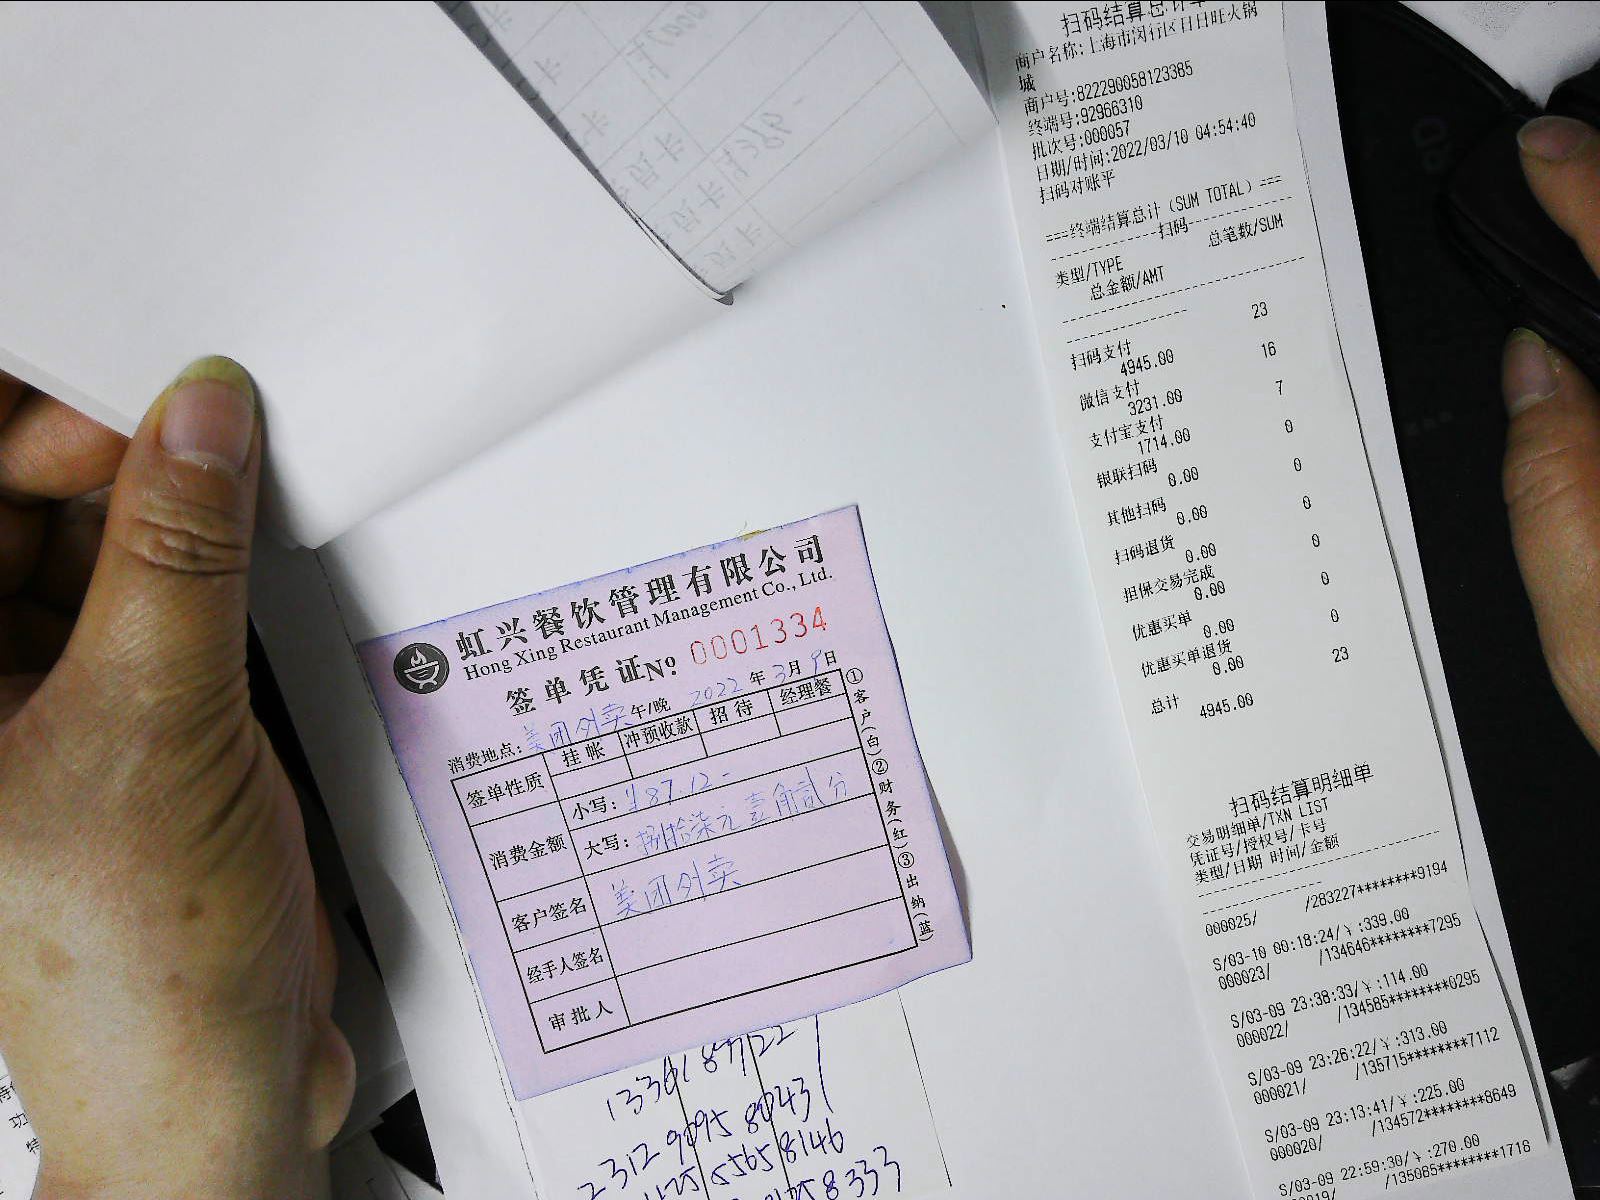 虹兴餐饮管理有限公司
Hong Xing Restaurant Management Co., Ltd.
签单凭证No. 0001334
消费地点: 美团外卖 午/晚 2022 年 3 月 9 日
签单性质 挂帐 冲预收款 招待 经理餐
消费金额 小写: ¥87.12-
大写: 捌拾柒元壹角贰分
客户签名 美团外卖
经手人签名
审批人
①客户(白)②财务(红)③出纳(蓝)
扫码结算总计单
商户名称:上海市闵行区日日旺火锅
城
商户号:822290058123385
终端号:92966310
批次号:000057
日期/时间:2022/03/10 04:54:40
扫码对账平
===终端结算总计(SUM TOTAL)===
扫码
类型/TYPE 总笔数/SUM
总金额/AMT
扫码支付 23
4945.00
微信支付 16
3231.00
支付宝支付 7
1714.00
银联扫码 0
0.00
其他扫码 0
0.00
扫码退货 0
0.00
担保交易完成 0
0.00
优惠买单 0
0.00
优惠买单退货 0
0.00
总计 23
4945.00
扫码结算明细单
交易明细单/TXN LIST
凭证号/授权号/卡号
类型/日期 时间/金额
000025/ /283227********9194
S/03-10 00:18:24/¥:339.00
000023/ /134646********7295
S/03-09 23:38:33/¥:114.00
000022/ /134585********0295
S/03-09 23:26:22/¥:313.00
000021/ /135715********7112
S/03-09 23:13:41/¥:225.00
000020/ /134572********8649
S/03-09 22:59:30/¥:270.00
000019/ /135085********1718